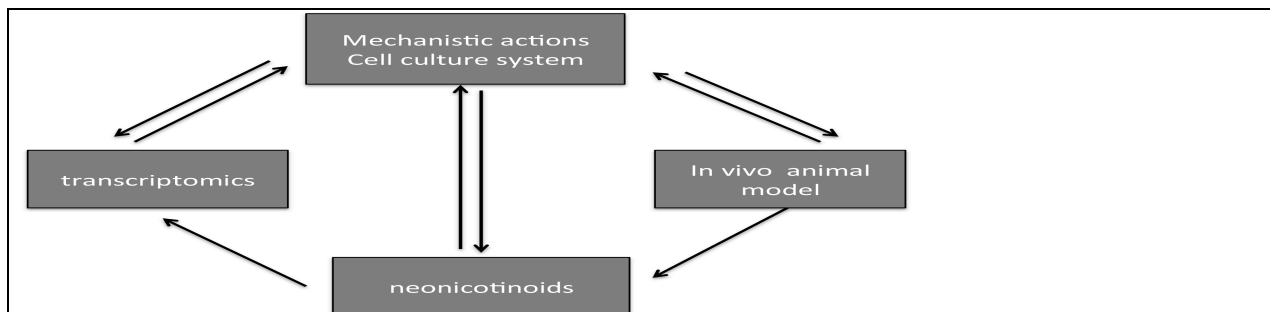 Mechanistic actions
Cell culture system
transcriptomics
In vivo animal
model
neonicotinoids